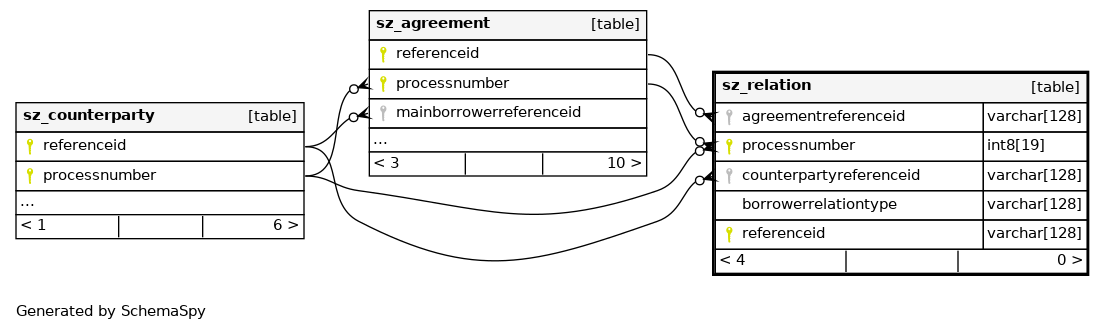 sz_agreement [table]
referenceid
processnumber
mainborrowerreferenceid
...
< 3 10 >
sz_counterparty [table]
referenceid
processnumber
...
< 1 6 >
sz_relation [table]
agreementreferenceid varchar[128]
processnumber int8[19]
counterpartyreferenceid varchar[128]
borrowerrelationtype varchar[128]
referenceid varchar[128]
< 4 0 >
Generated by SchemaSpy